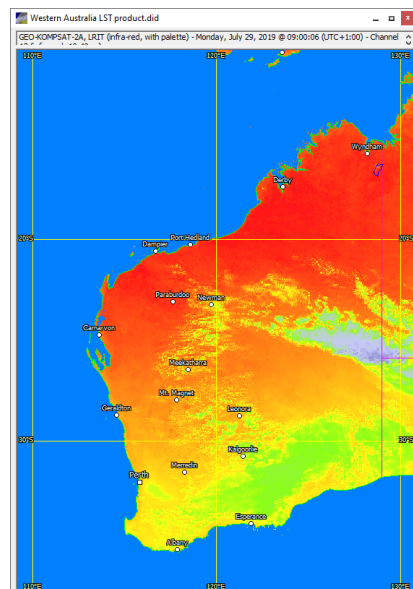 Western Australia LST product.did
GEO-KOMPSAT-2A, LRIT (infra-red, with palette) - Monday, July 29, 2019 @ 09:00:06 (UTC+1:00) - Channel
110°E 120°E 130°E
Wyndham
Derby
20°S 20°S
Port Hedland
Dampier
Paraburdoo
Newman
Carnarvon
Meekatharra
Mt. Magnet
Geraldton
Leonora
30°S 30°S
Kalgoorlie
Merredin
Perth
Esperance
Albany
110°E 120°E 130°E